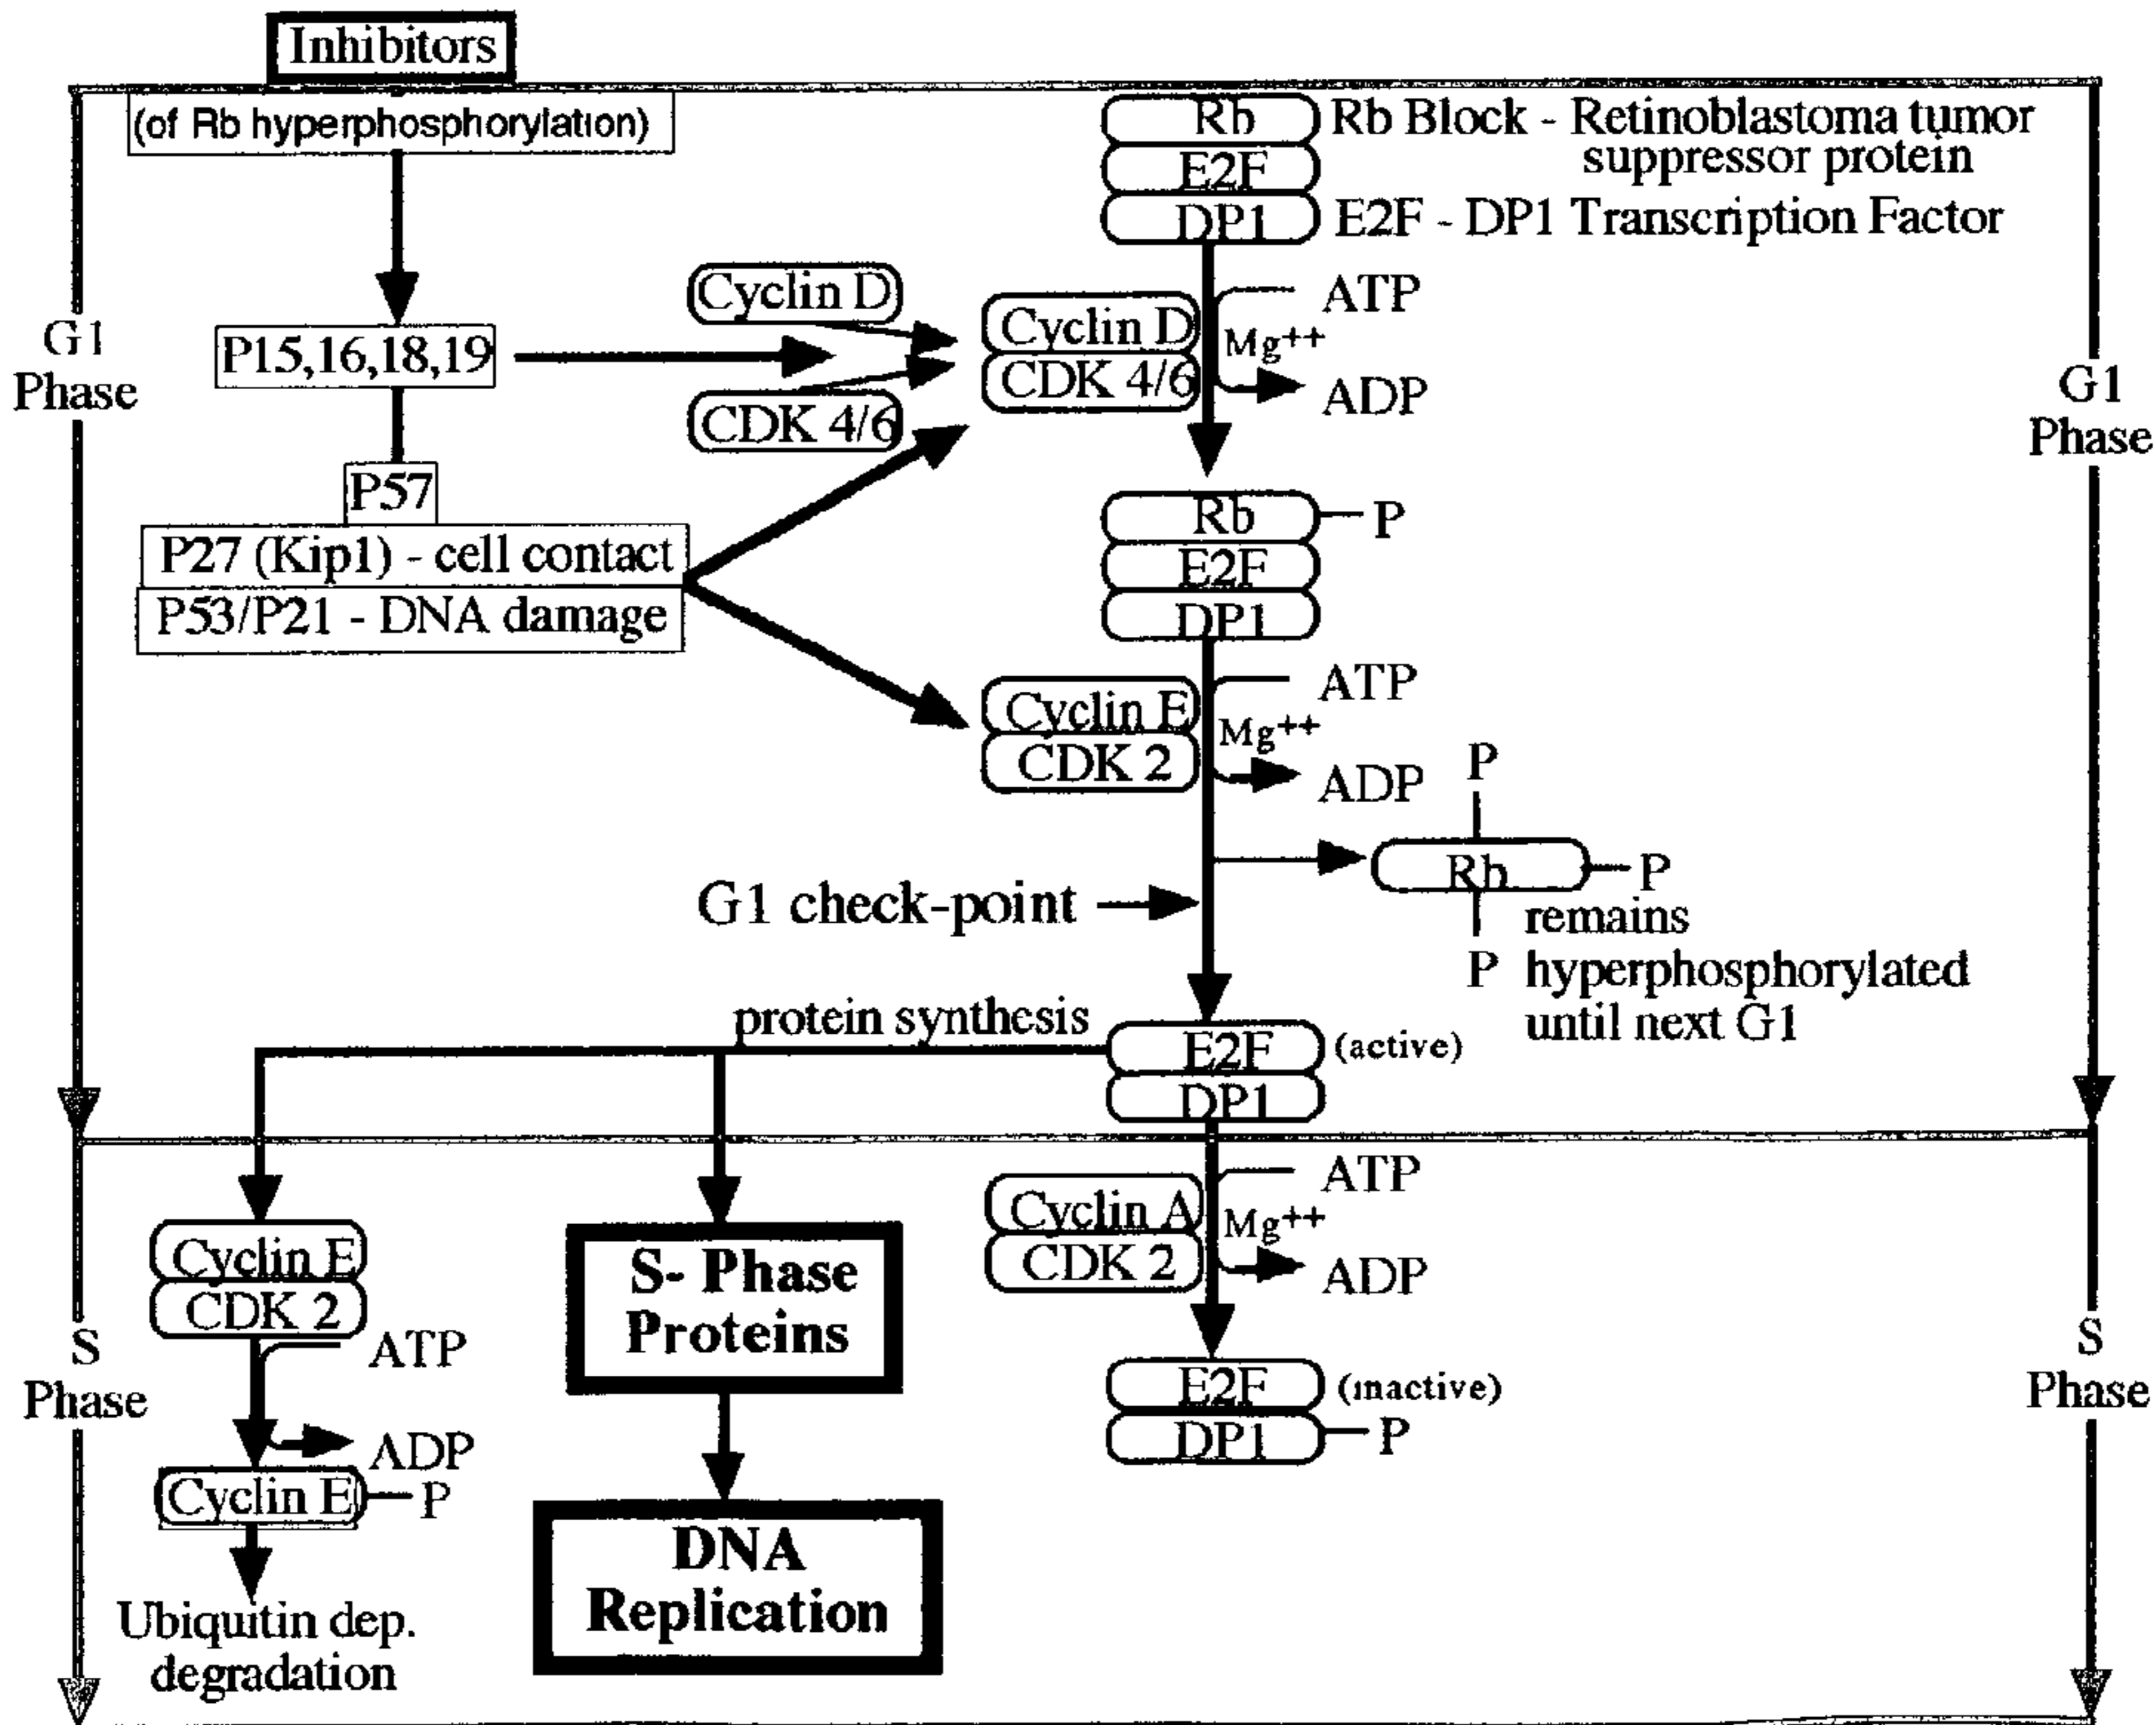 Inhibitors
(of Rb hyperphosphorylation)
Rb
Rb Block - Retinoblastoma tumor
suppressor protein
E2F
DP1
E2F - DP1 Transcription Factor
G1
Phase
P15,16,18,19
Cyclin D
CDK 4/6
Cyclin D
CDK 4/6
ATP
Mg++
ADP
G1
Phase
P57
P27 (Kip1) - cell contact
P53/P21 - DNA damage
Rb
P
E2F
DP1
Cyclin E
CDK 2
ATP
Mg++
ADP
P
Rb
P
P
remains
hyperphosphorylated
until next G1
G1 check-point
protein synthesis
E2F
(active)
DP1
Cyclin A
CDK 2
ATP
Mg++
ADP
Cyclin E
CDK 2
S- Phase
Proteins
S
Phase
ATP
ADP
Cyclin E
P
E2F
(inactive)
DP1
P
S
Phase
DNA
Replication
Ubiquitin dep.
degradation